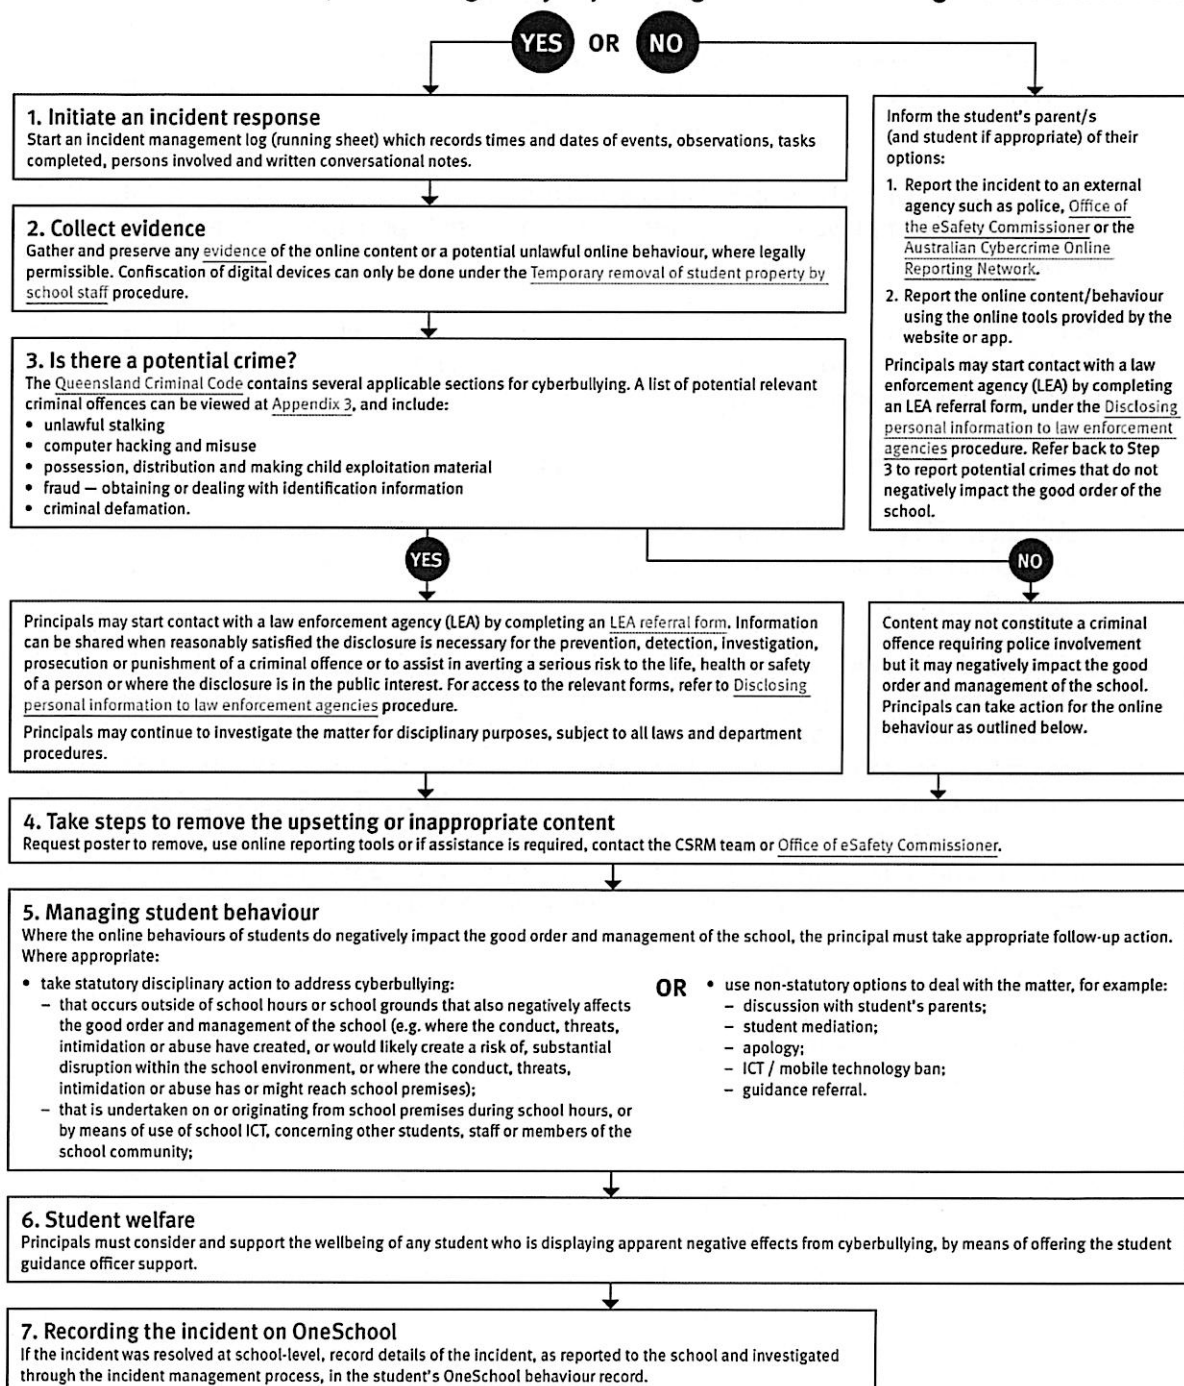 YES OR NO
1. Initiate an incident response
Start an incident management log (running sheet) which records times and dates of events, observations, tasks
completed, persons involved and written conversational notes.
2. Collect evidence
Gather and preserve any evidence of the online content or a potential unlawful online behaviour, where legally
permissible. Confiscation of digital devices can only be done under the Temporary removal of student property by
school staff procedure.
3. Is there a potential crime?
The Queensland Criminal Code contains several applicable sections for cyberbullying. A list of potential relevant
criminal offences can be viewed at Appendix 3, and include:
• unlawful stalking
• computer hacking and misuse
• possession, distribution and making child exploitation material
• fraud — obtaining or dealing with identification information
• criminal defamation.
Inform the student's parent/s
(and student if appropriate) of their
options:
1. Report the incident to an external
agency such as police, Office of
the eSafety Commissioner or the
Australian Cybercrime Online
Reporting Network.
2. Report the online content/behaviour
using the online tools provided by the
website or app.
Principals may start contact with a law
enforcement agency (LEA) by completing
an LEA referral form, under the Disclosing
personal information to law enforcement
agencies procedure. Refer back to Step
3 to report potential crimes that do not
negatively impact the good order of the
school.
YES
NO
Principals may start contact with a law enforcement agency (LEA) by completing an LEA referral form. Information
can be shared when reasonably satisfied the disclosure is necessary for the prevention, detection, investigation,
prosecution or punishment of a criminal offence or to assist in averting a serious risk to the life, health or safety
of a person or where the disclosure is in the public interest. For access to the relevant forms, refer to Disclosing
personal information to law enforcement agencies procedure.
Principals may continue to investigate the matter for disciplinary purposes, subject to all laws and department
procedures.
Content may not constitute a criminal
offence requiring police involvement
but it may negatively impact the good
order and management of the school.
Principals can take action for the online
behaviour as outlined below.
4. Take steps to remove the upsetting or inappropriate content
Request poster to remove, use online reporting tools or if assistance is required, contact the CSRM team or Office of eSafety Commissioner.
5. Managing student behaviour
Where the online behaviours of students do negatively impact the good order and management of the school, the principal must take appropriate follow-up action.
Where appropriate:
• take statutory disciplinary action to address cyberbullying:
– that occurs outside of school hours or school grounds that also negatively affects
the good order and management of the school (e.g. where the conduct, threats,
intimidation or abuse have created, or would likely create a risk of, substantial
disruption within the school environment, or where the conduct, threats,
intimidation or abuse has or might reach school premises);
– that is undertaken on or originating from school premises during school hours, or
by means of use of school ICT, concerning other students, staff or members of the
school community;
OR
• use non-statutory options to deal with the matter, for example:
– discussion with student's parents;
– student mediation;
– apology;
– ICT / mobile technology ban;
– guidance referral.
6. Student welfare
Principals must consider and support the wellbeing of any student who is displaying apparent negative effects from cyberbullying, by means of offering the student
guidance officer support.
7. Recording the incident on OneSchool
If the incident was resolved at school-level, record details of the incident, as reported to the school and investigated
through the incident management process, in the student's OneSchool behaviour record.